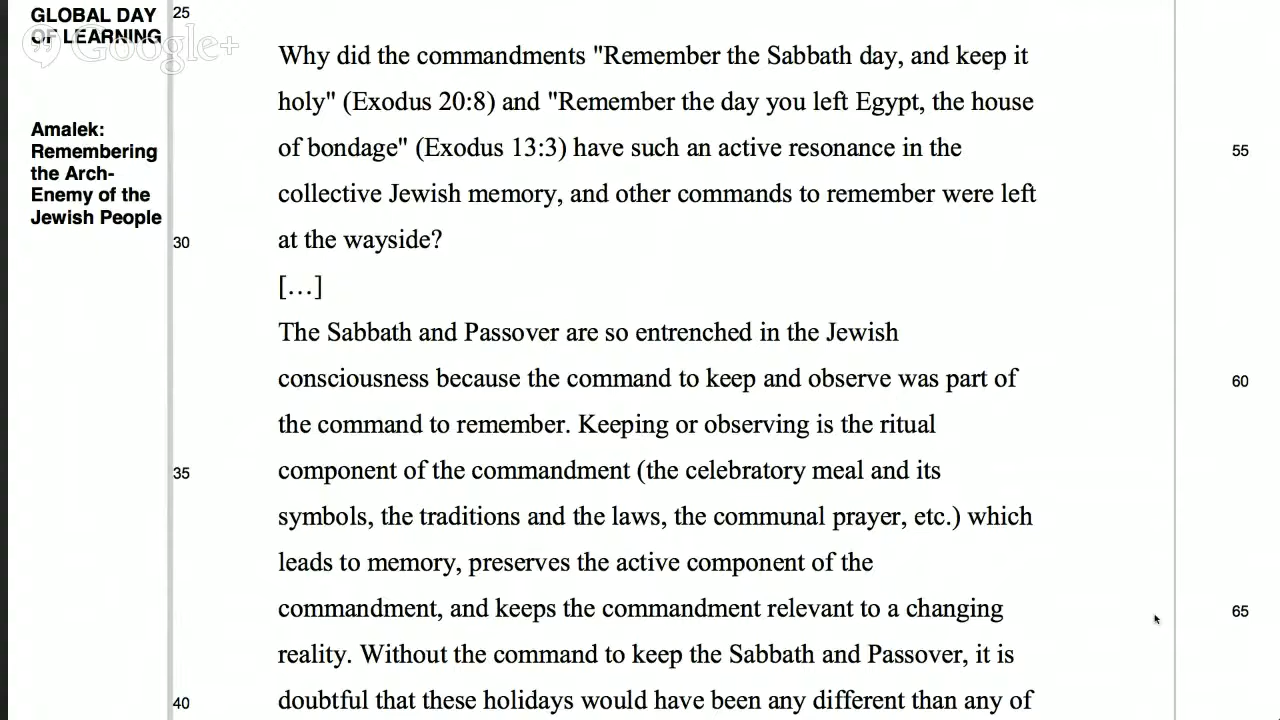 GLOBAL DAY
OF LEARNING
Google+
Amalek:
Remembering
the Arch-
Enemy of the
Jewish People
25
Why did the commandments "Remember the Sabbath day, and keep it
holy" (Exodus 20:8) and "Remember the day you left Egypt, the house
of bondage" (Exodus 13:3) have such an active resonance in the
55
collective Jewish memory, and other commands to remember were left
30
at the wayside?
[…]
The Sabbath and Passover are so entrenched in the Jewish
consciousness because the command to keep and observe was part of
60
the command to remember. Keeping or observing is the ritual
35
component of the commandment (the celebratory meal and its
symbols, the traditions and the laws, the communal prayer, etc.) which
leads to memory, preserves the active component of the
commandment, and keeps the commandment relevant to a changing
65
reality. Without the command to keep the Sabbath and Passover, it is
40
doubtful that these holidays would have been any different than any of